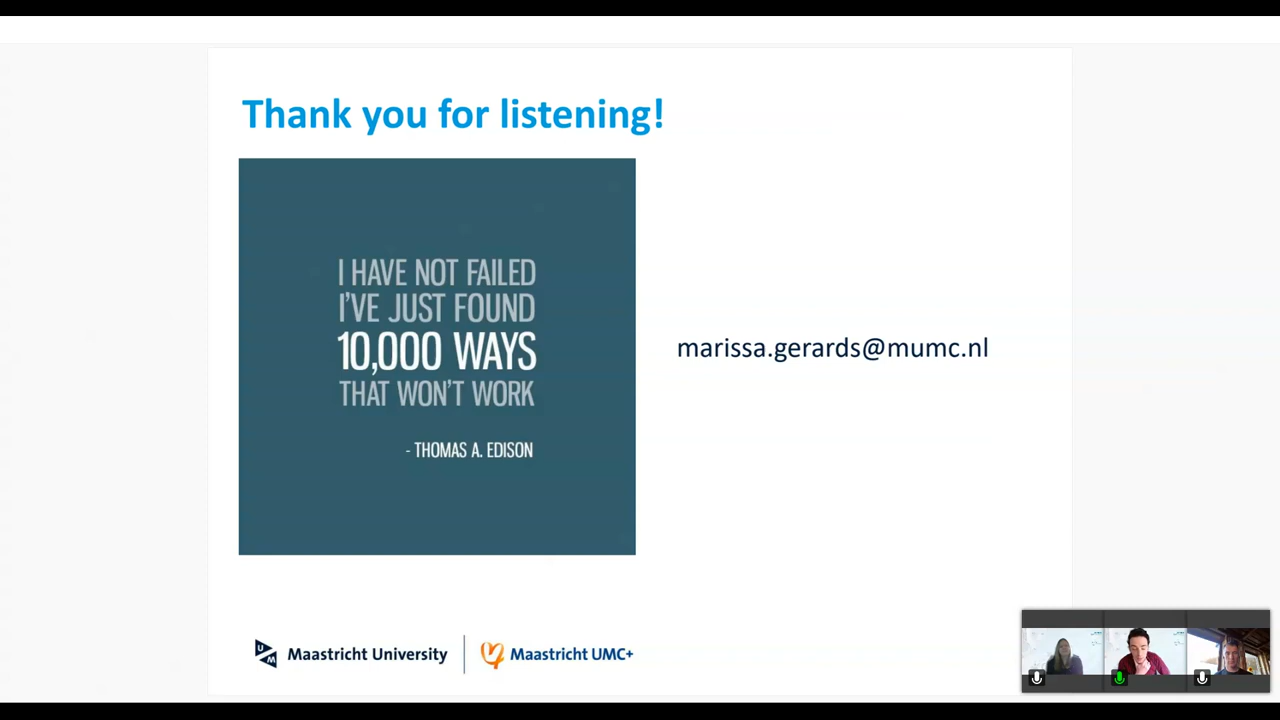 Thank you for listening!
I HAVE NOT FAILED
I'VE JUST FOUND
10,000 WAYS
THAT WON'T WORK
- THOMAS A. EDISON
marissa.gerards@mumc.nl
UM Maastricht University
Maastricht UMC+